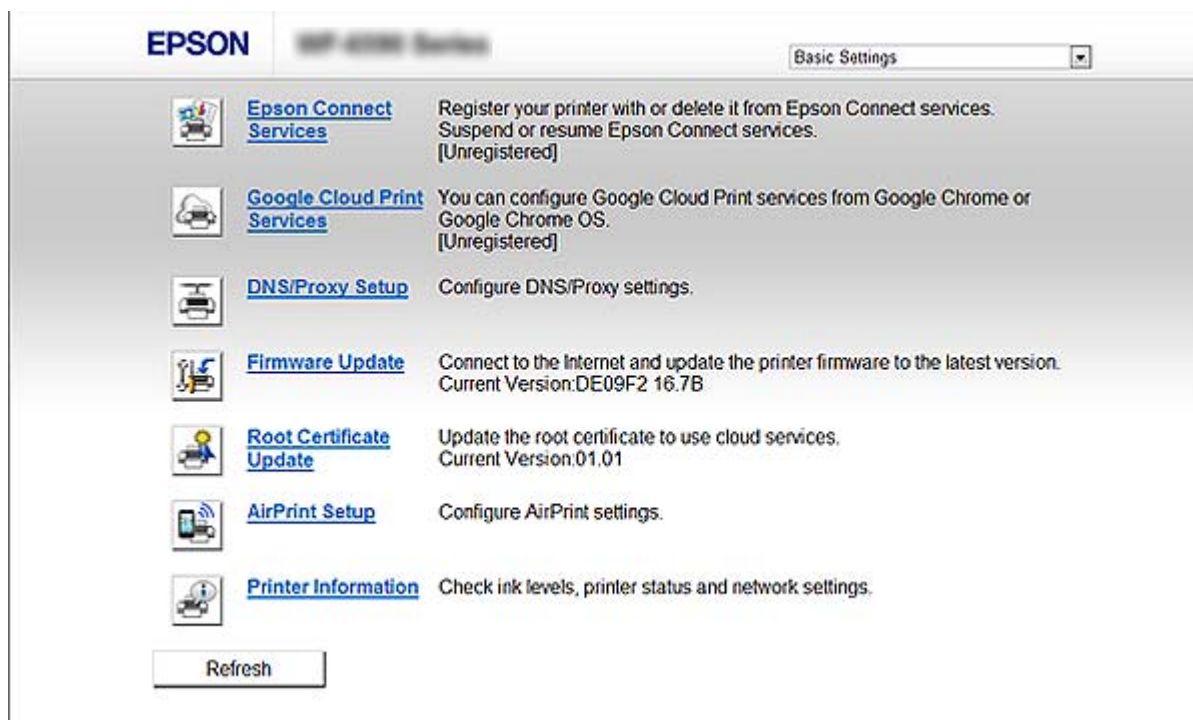 EPSON
Series
Basic Settings
Epson Connect
Services
Register your printer with or delete it from Epson Connect services.
Suspend or resume Epson Connect services.
[Unregistered]
Google Cloud Print
Services
You can configure Google Cloud Print services from Google Chrome or
Google Chrome OS.
[Unregistered]
DNS/Proxy Setup
Configure DNS/Proxy settings.
Firmware Update
Connect to the Internet and update the printer firmware to the latest version.
Current Version:DE09F2 16.7B
Root Certificate
Update
Update the root certificate to use cloud services.
Current Version:01.01
AirPrint Setup
Configure AirPrint settings.
Printer Information
Check ink levels, printer status and network settings.
Refresh